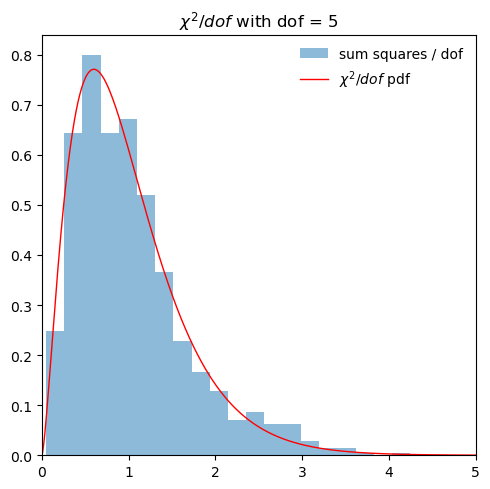 χ²/dof with dof = 5
sum squares / dof
χ²/dof pdf
0.8
0.7
0.6
0.5
0.4
0.3
0.2
0.1
0.0
0 1 2 3 4 5